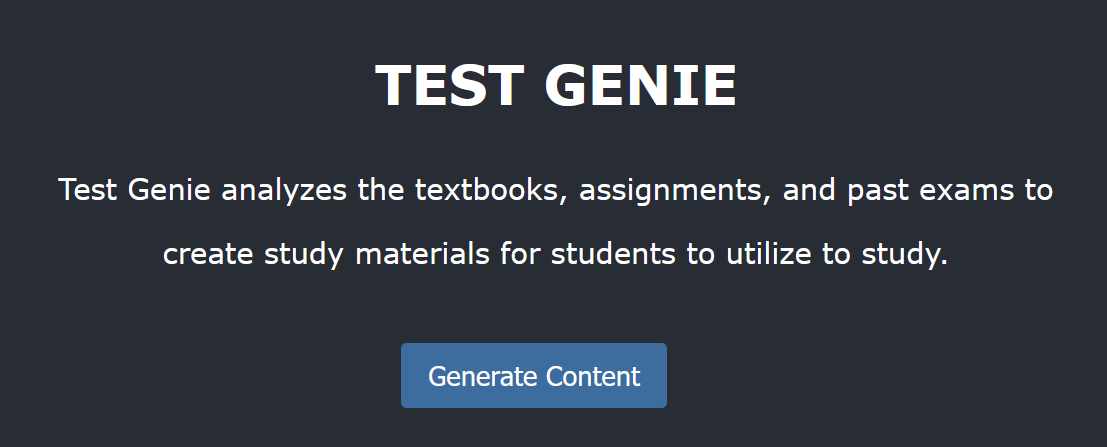 TEST GENIE
Test Genie analyzes the textbooks, assignments, and past exams to
create study materials for students to utilize to study.
Generate Content